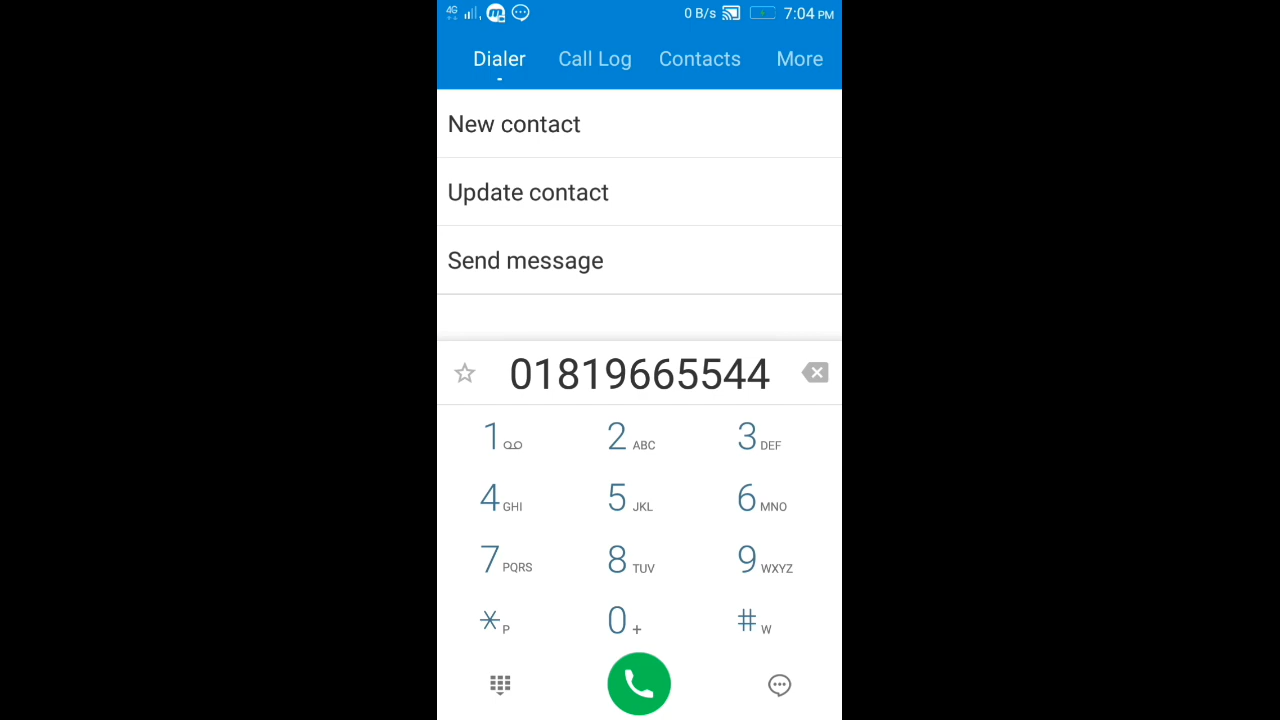 4G 0 B/s 7:04 PM
Dialer Call Log Contacts More
New contact
Update contact
Send message
01819665544
1 2 ABC 3 DEF
4 GHI 5 JKL 6 MNO
7 PQRS 8 TUV 9 WXYZ
* P 0 + # W